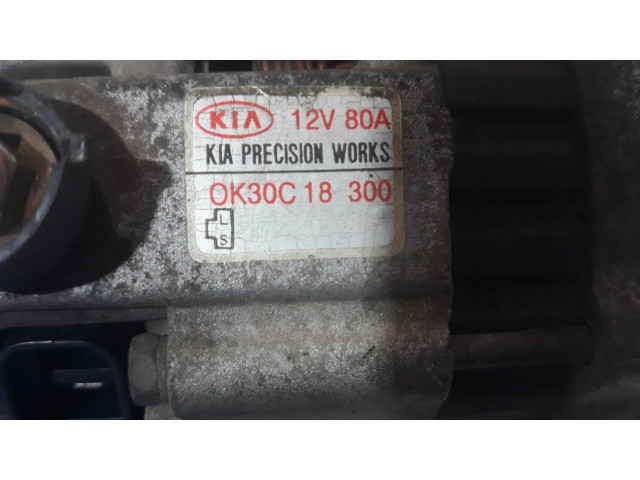 KIA 12V 80A
KIA PRECISION WORKS
OK30C 18 300
L
S